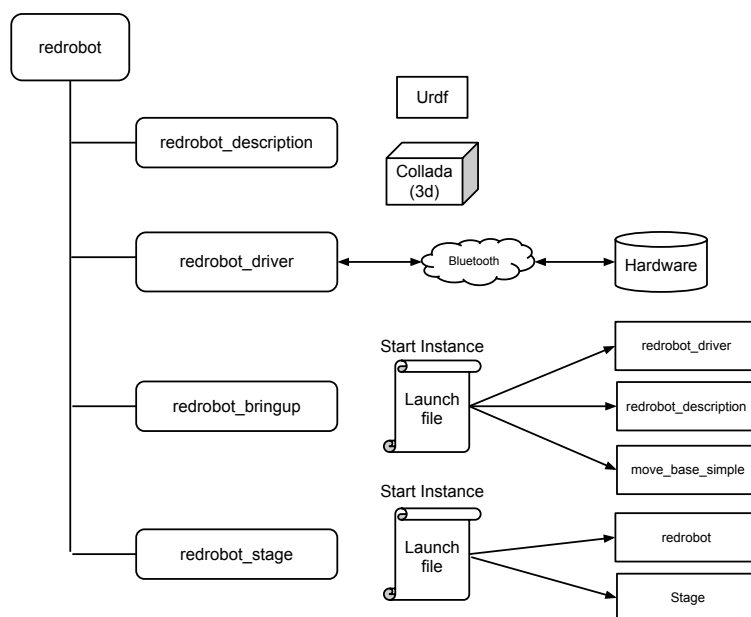 redrobot
Urdf
redrobot_description
Collada
(3d)
redrobot_driver
Bluetooth
Hardware
Start Instance
redrobot_driver
redrobot_bringup
Launch
file
redrobot_description
move_base_simple
Start Instance
redrobot_stage
Launch
file
redrobot
Stage